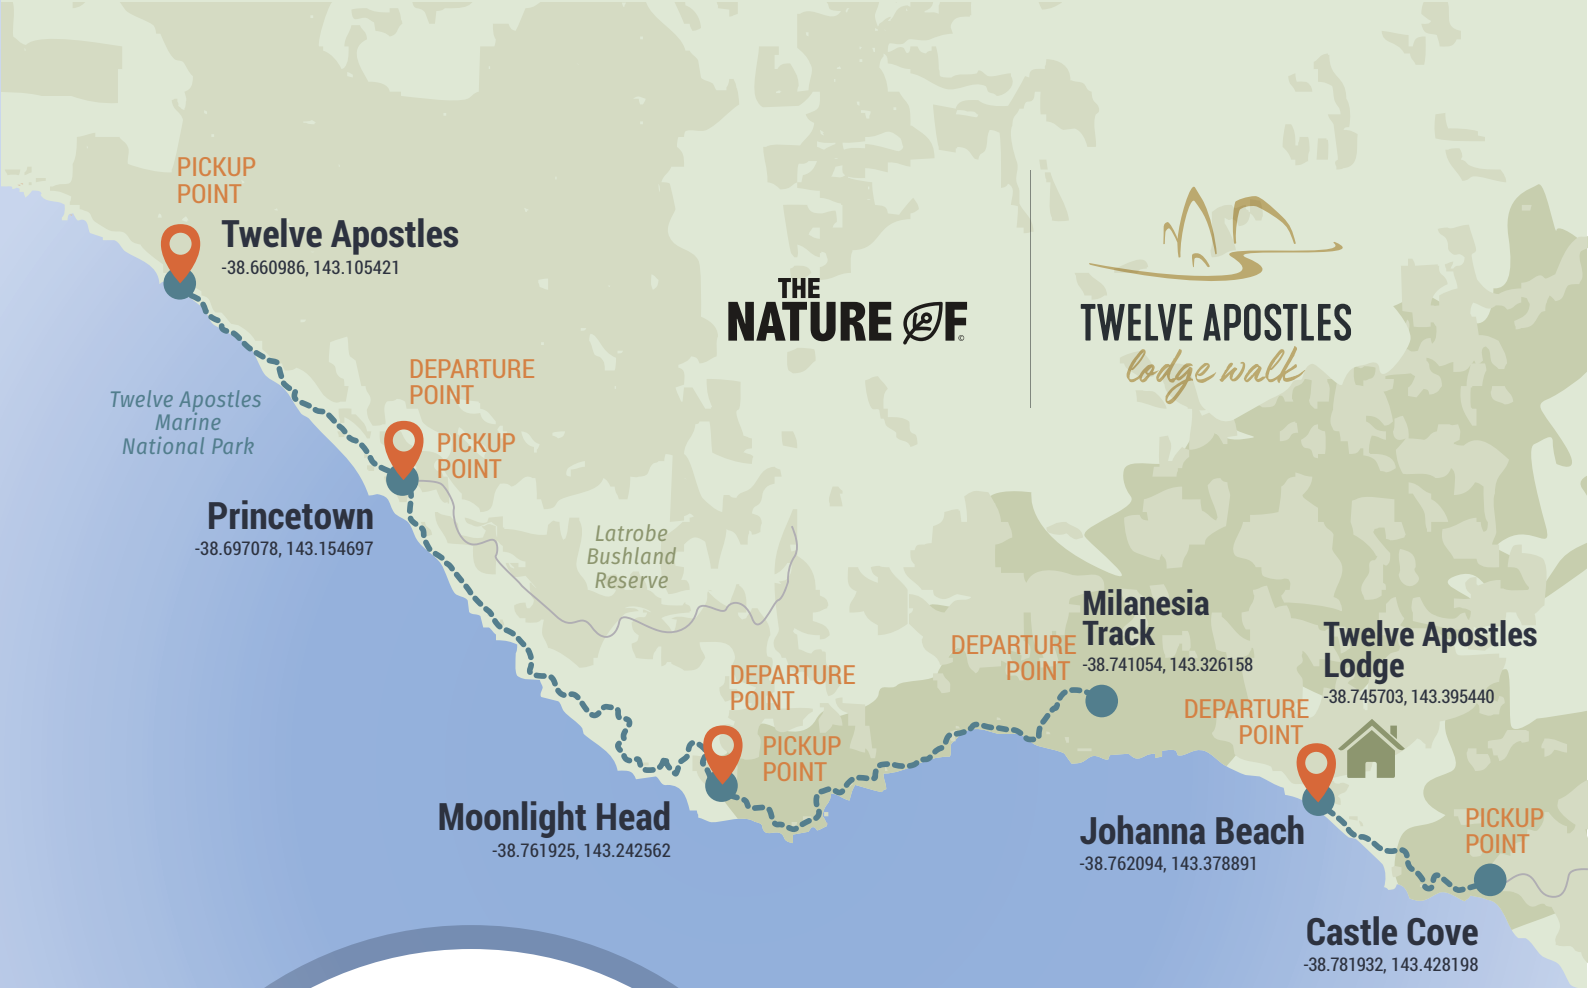 PICKUP
POINT
Twelve Apostles
-38.660986, 143.105421
THE
NATURE OF
©
TWELVE APOSTLES
lodge walk
DEPARTURE
POINT
PICKUP
POINT
Twelve Apostles
Marine
National Park
Princetown
-38.697078, 143.154697
Latrobe
Bushland
Reserve
Milanesia
Track
-38.741054, 143.326158
DEPARTURE
POINT
Twelve Apostles
Lodge
-38.745703, 143.395440
DEPARTURE
POINT
DEPARTURE
POINT
PICKUP
POINT
Moonlight Head
-38.761925, 143.242562
Johanna Beach
-38.762094, 143.378891
PICKUP
POINT
Castle Cove
-38.781932, 143.428198